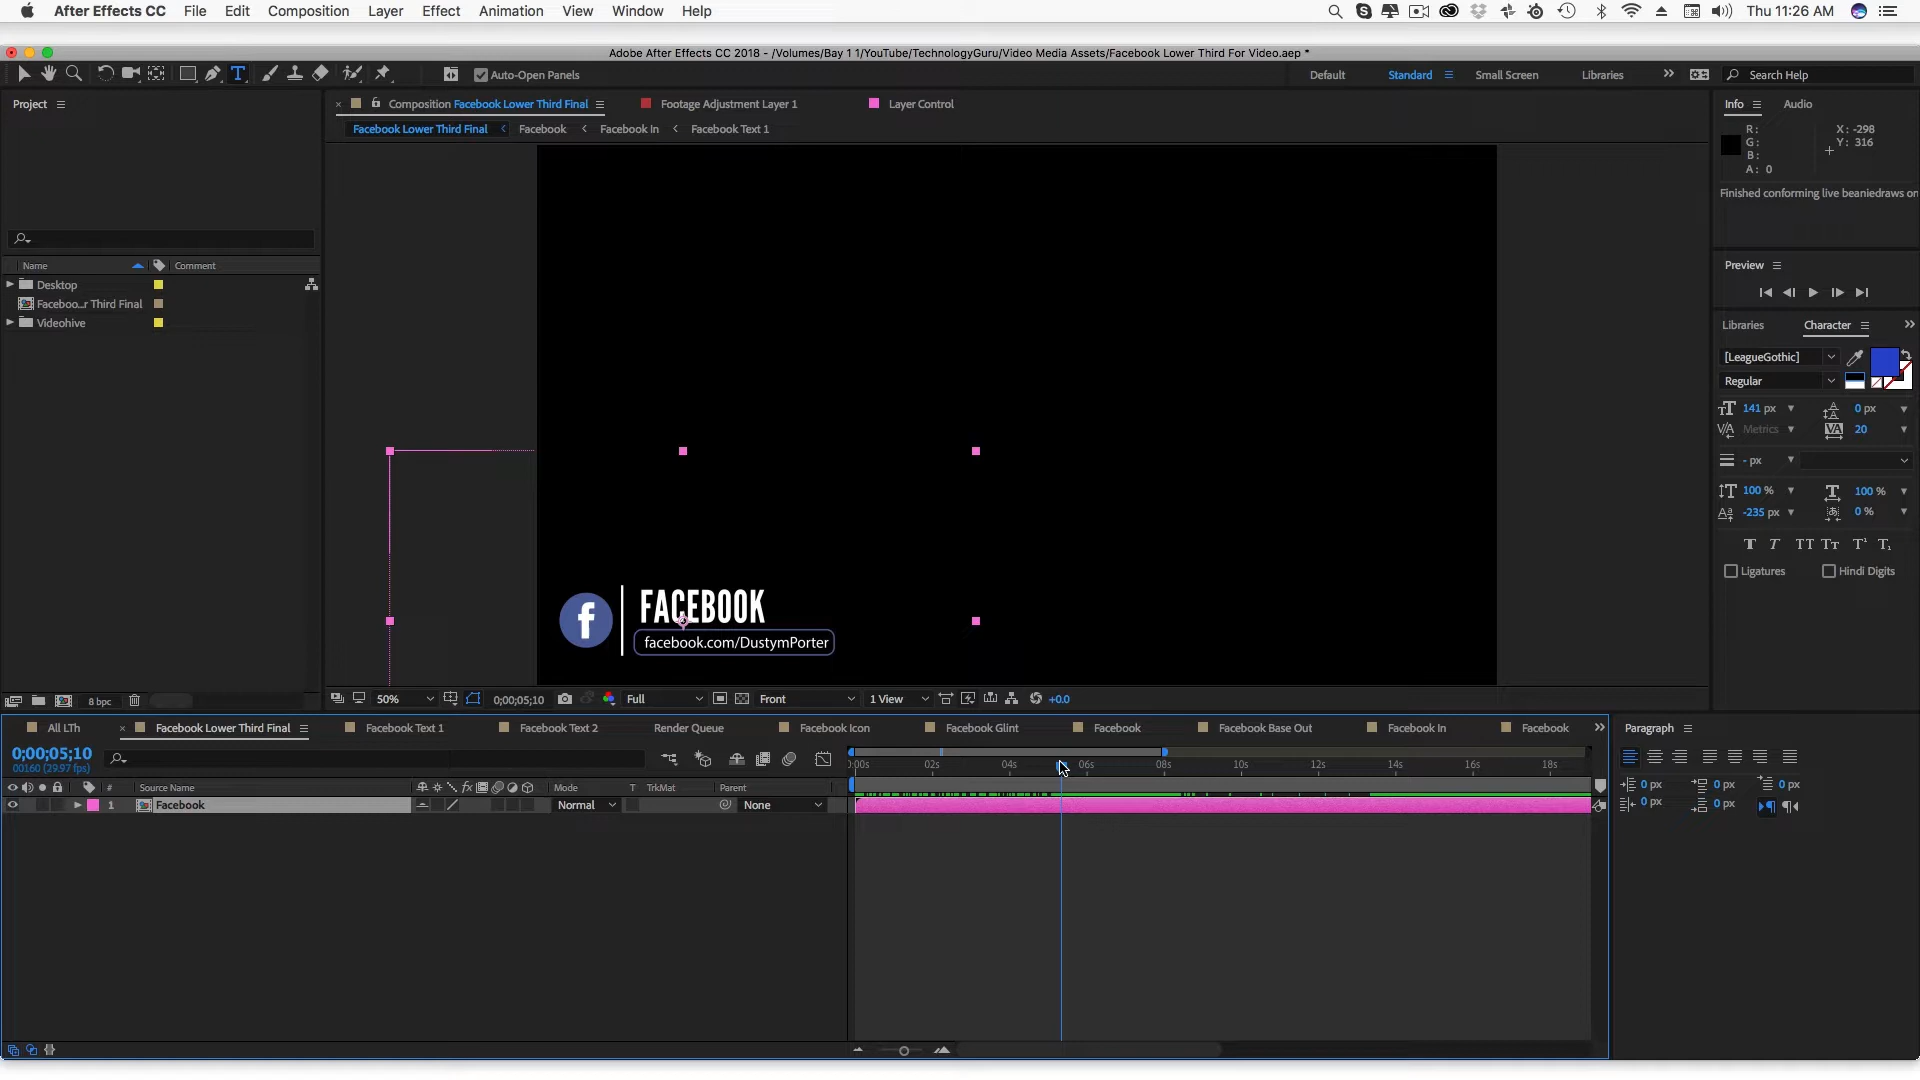 After Effects CC File Edit Composition Layer Effect Animation View Window Help Thu 11:26 AM
Adobe After Effects CC 2018 - /Volumes/Bay 1 1/YouTube/TechnologyGuru/Video Media Assets/Facebook Lower Third For Video.aep *
Auto-Open Panels Default Standard Small Screen Libraries Search Help
Project Composition Facebook Lower Third Final Footage Adjustment Layer 1 Layer Control Info Audio
Facebook Lower Third Final Facebook Facebook In Facebook Text 1
R: X: -298
G: Y: 316
B:
A: 0
Finished conforming live beaniedraws on
Name Comment
Desktop
Faceboo...r Third Final
Videohive
Preview
Libraries Character
[LeagueGothic]
Regular
141 px 0 px
Metrics 20
- px
100 % 100 %
-235 px 0 %
Ligatures Hindi Digits
f
FACEBOOK
facebook.com/DustymPorter
8 bpc 50% 0;00;05;10 Full Front 1 View +0.0
All LTh Facebook Lower Third Final Facebook Text 1 Facebook Text 2 Render Queue Facebook Icon Facebook Glint Facebook Facebook Base Out Facebook In Facebook Paragraph
0;00;05;10
00160 (29.97 fps)
0:00s 02s 04s 06s 08s 10s 12s 14s 16s 18s
# Source Name Mode T TrkMat Parent
1 Facebook Normal None
0 px 0 px 0 px
0 px 0 px